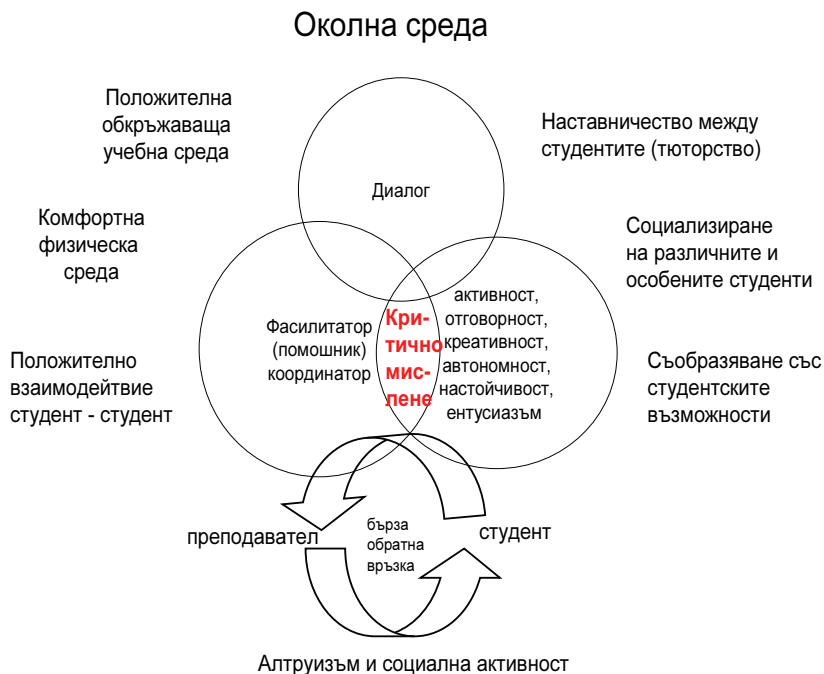 Околна среда
Положителна
обкръжаваща
учебна среда
Наставничество между
студентите (тюторство)
Диалог
Комфортна
физическа
среда
Социализиране
на различните и
особените студенти
Фасилитатор
(помошник)
координатор
Кри-
тично
мис-
лене
активност,
отговорност,
креативност,
автономност,
настойчивост,
ентусиазъм
Положително
взаимодейтвие
студент - студент
Съобразяване със
студентските
възможности
преподавател
бърза
обратна
връзка
студент
Алтруизъм и социална активност